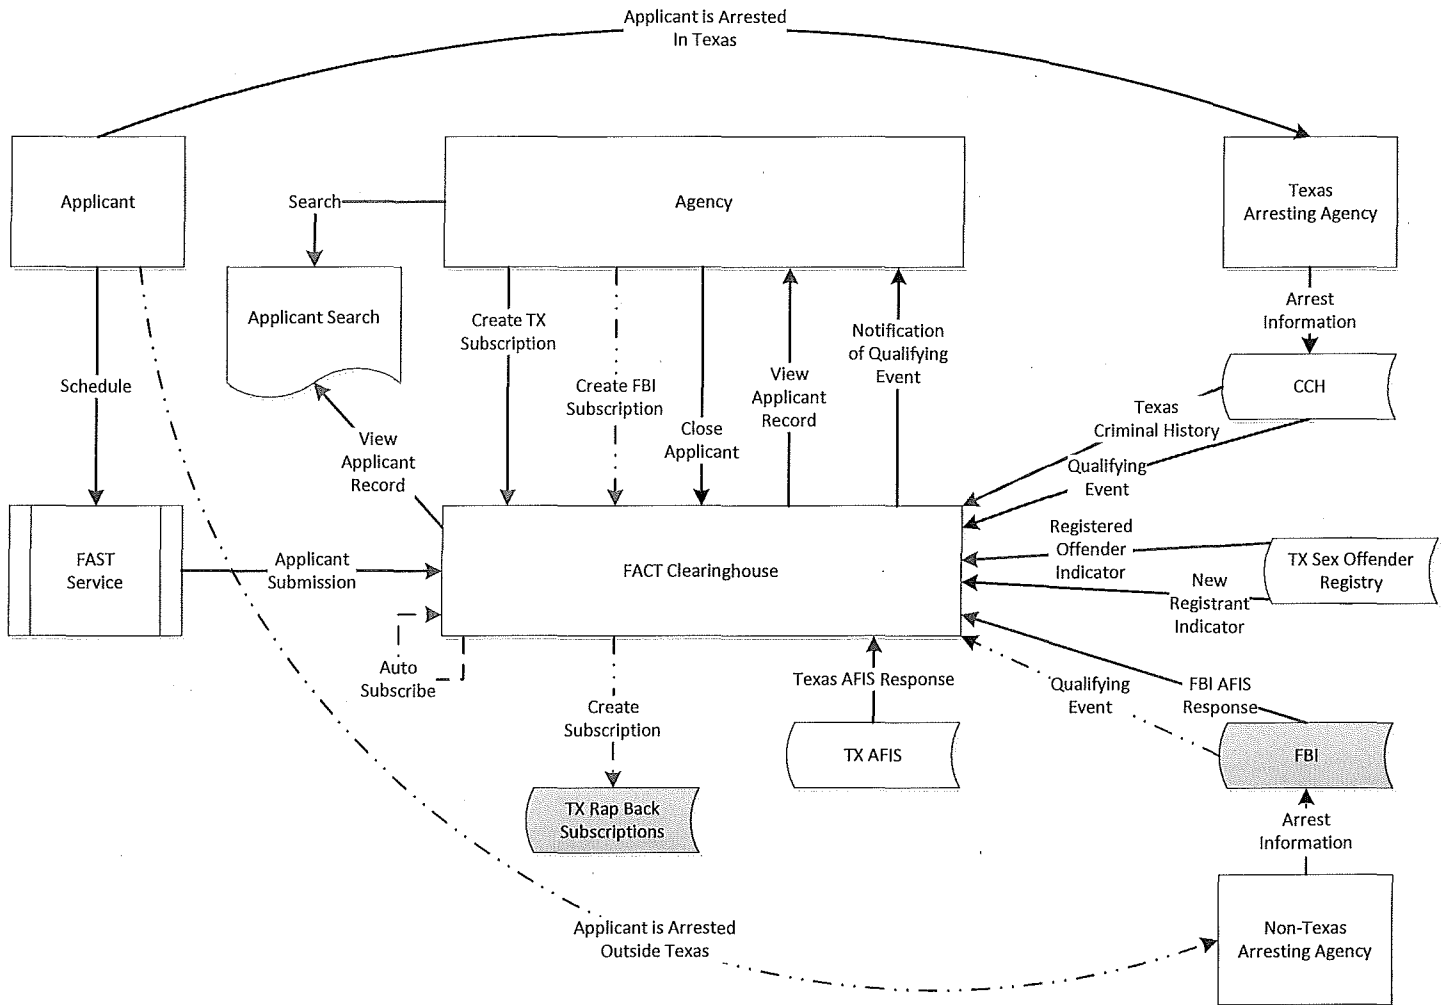 Applicant is Arrested
In Texas
Applicant
Search
Agency
Texas
Arresting Agency
Applicant Search
Create TX
Subscription
Notification
of Qualifying
Event
Arrest
Information
Schedule
Create FBI
Subscription
View
Applicant
Record
CCH
Close
Applicant
Texas
Criminal History
View
Applicant
Record
Qualifying
Event
FAST
Service
Applicant
Submission
FACT Clearinghouse
Registered
Offender
Indicator
TX Sex Offender
Registry
New
Registrant
Indicator
Auto
Subscribe
Texas AFIS Response
Qualifying
Event
FBI AFIS
Response
Create
Subscription
TX AFIS
FBI
TX Rap Back
Subscriptions
Arrest
Information
Applicant is Arrested
Outside Texas
Non-Texas
Arresting Agency